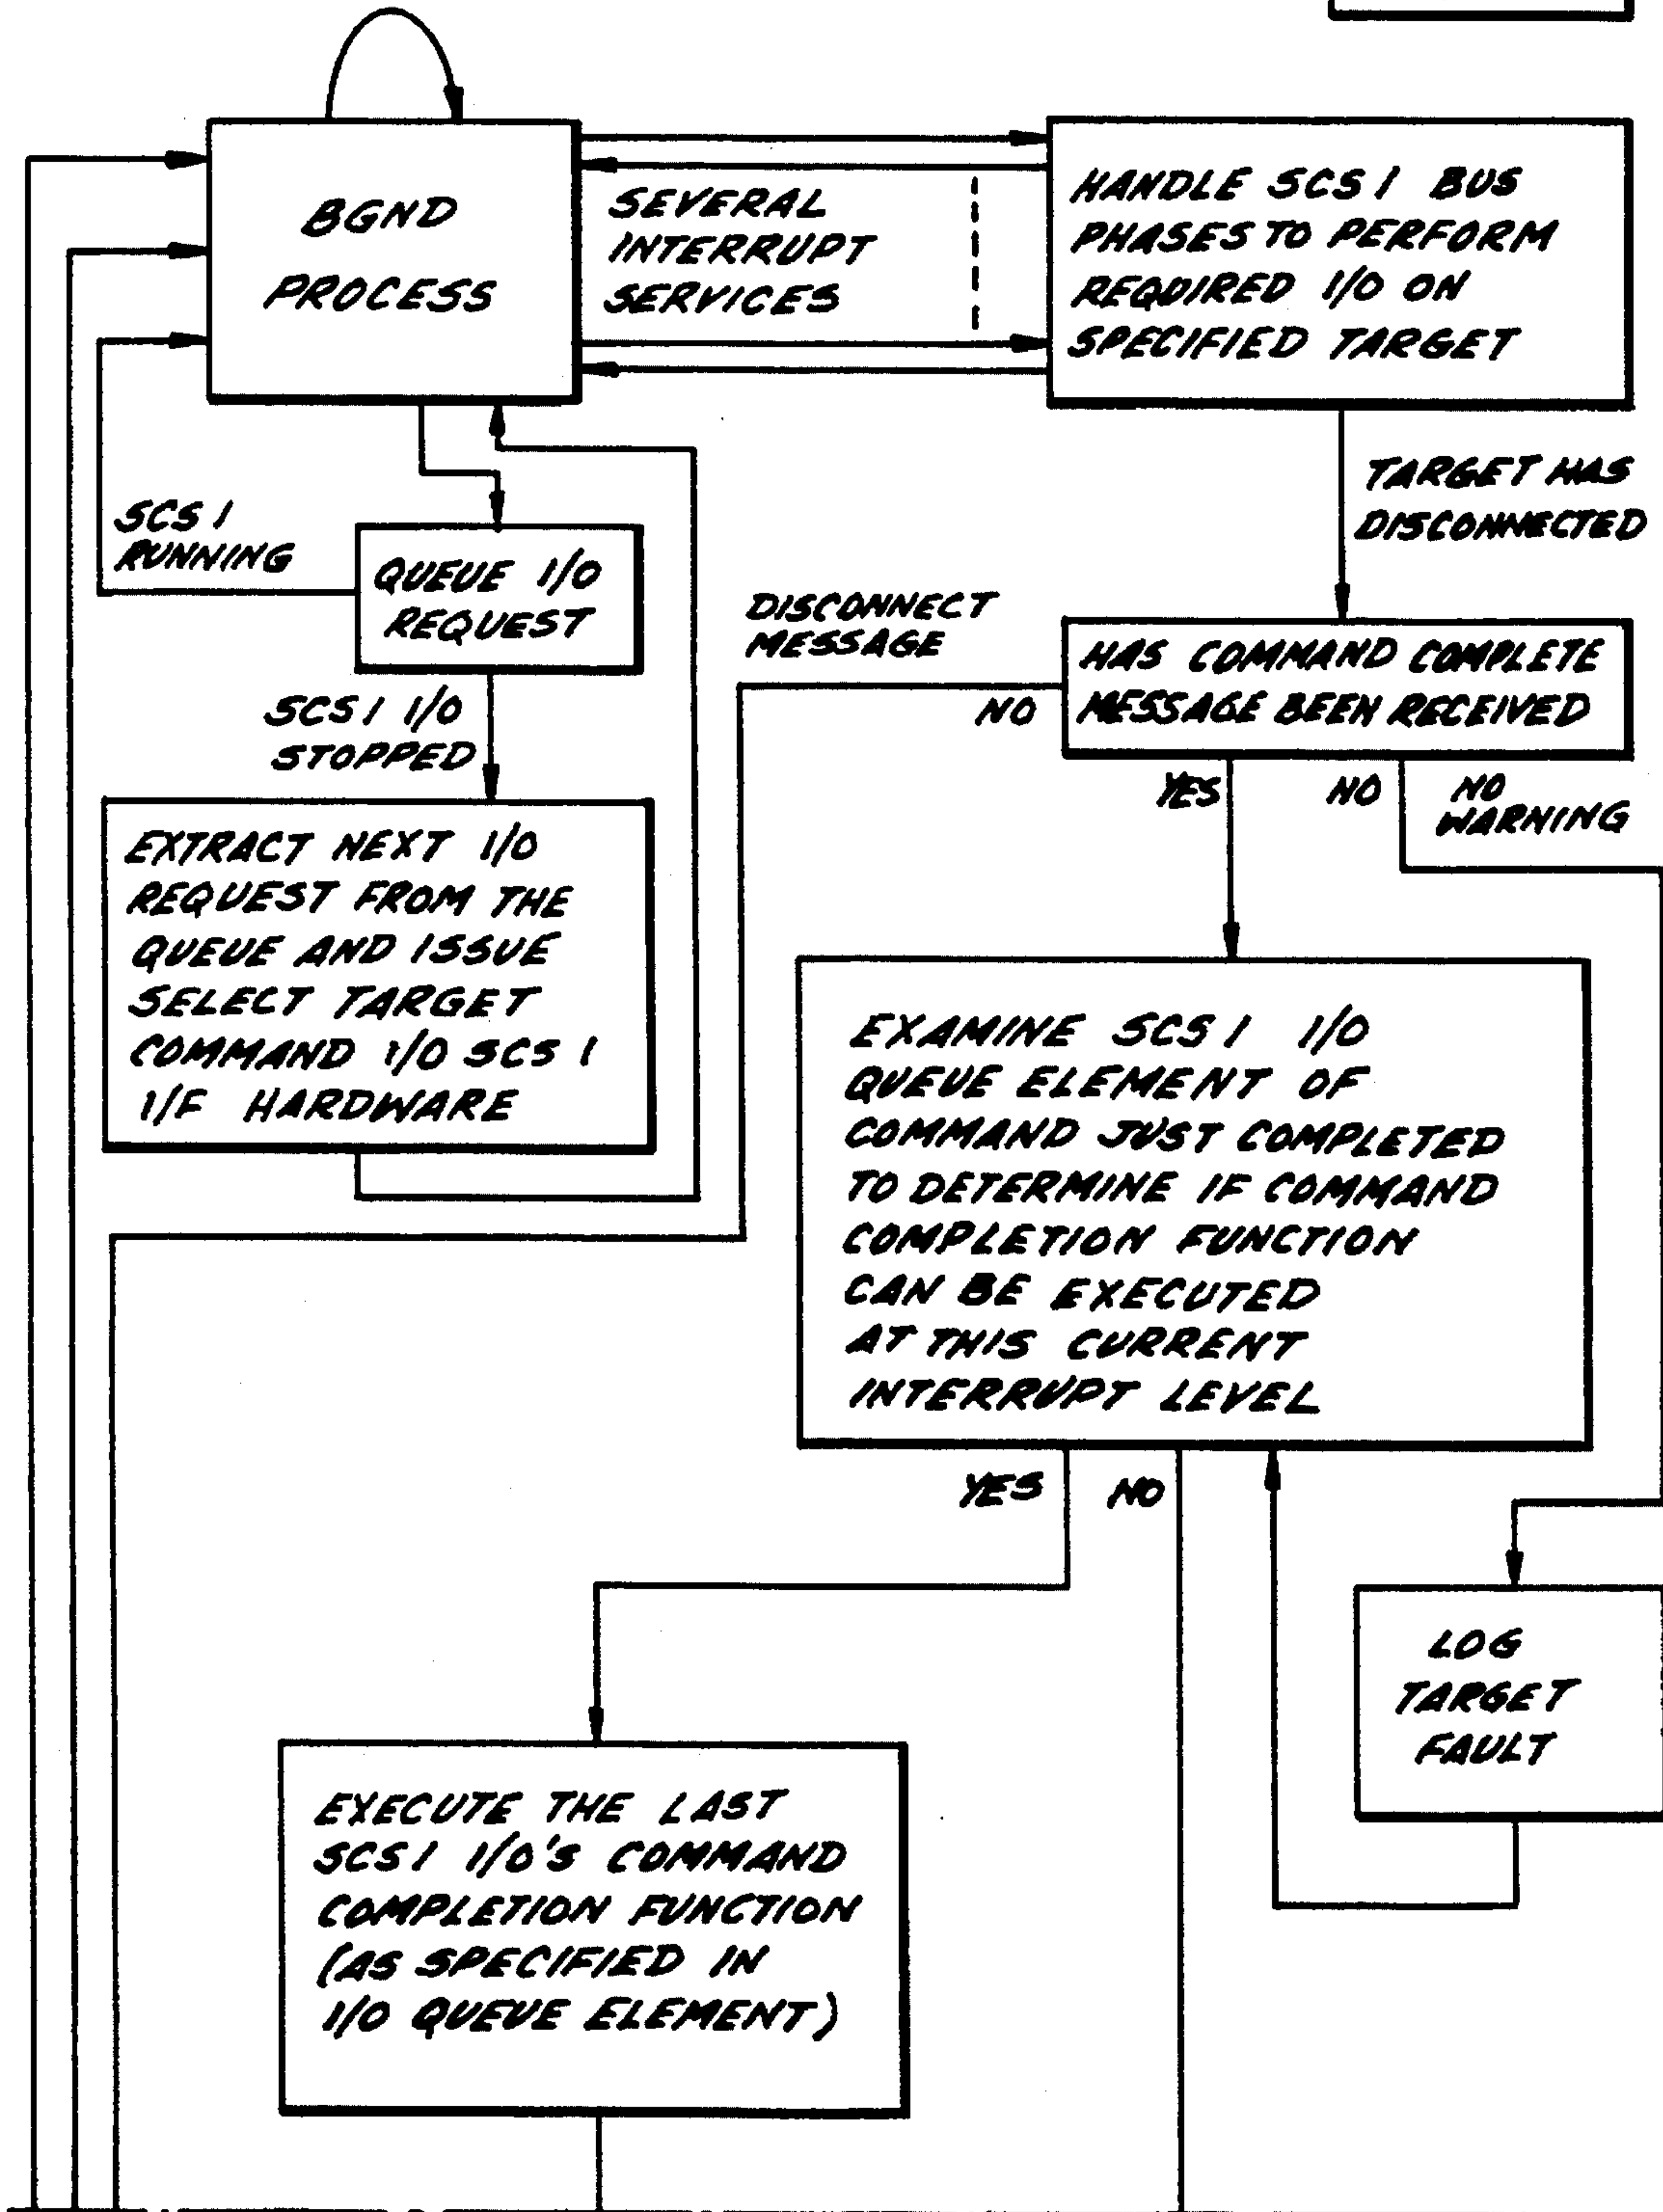 BGND
PROCESS
SEVERAL
INTERRUPT
SERVICES
HANDLE SCSI BUS
PHASES TO PERFORM
REQUIRED I/O ON
SPECIFIED TARGET
TARGET HAS
DISCONNECTED
SCSI
RUNNING
QUEUE I/O
REQUEST
DISCONNECT
MESSAGE
NO
HAS COMMAND COMPLETE
MESSAGE BEEN RECEIVED
SCSI I/O
STOPPED
YES
NO
NO
WARNING
EXTRACT NEXT I/O
REQUEST FROM THE
QUEUE AND ISSUE
SELECT TARGET
COMMAND I/O SCSI
I/F HARDWARE
EXAMINE SCSI I/O
QUEUE ELEMENT OF
COMMAND JUST COMPLETED
TO DETERMINE IF COMMAND
COMPLETION FUNCTION
CAN BE EXECUTED
AT THIS CURRENT
INTERRUPT LEVEL
YES
NO
LOG
TARGET
FAULT
EXECUTE THE LAST
SCSI I/O'S COMMAND
COMPLETION FUNCTION
(AS SPECIFIED IN
I/O QUEUE ELEMENT)